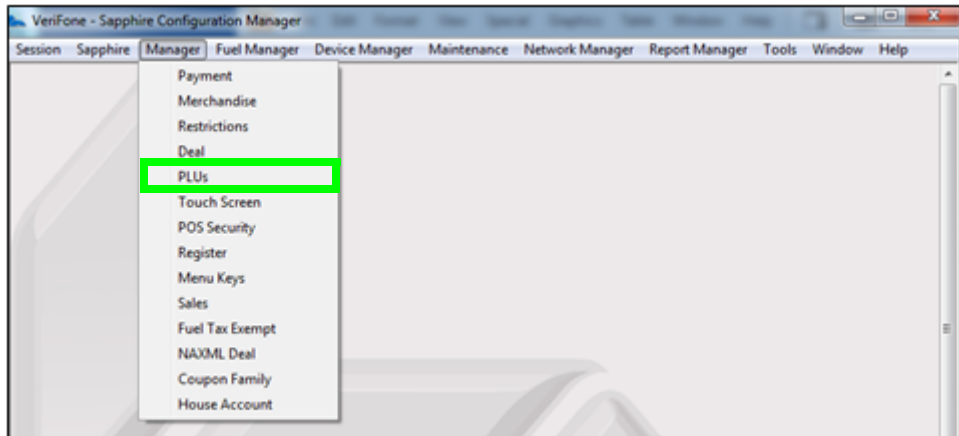 VeriFone - Sapphire Configuration Manager
Session Sapphire Manager Fuel Manager Device Manager Maintenance Network Manager Report Manager Tools Window Help
Payment
Merchandise
Restrictions
Deal
PLUs
Touch Screen
POS Security
Register
Menu Keys
Sales
Fuel Tax Exempt
NAXML Deal
Coupon Family
House Account